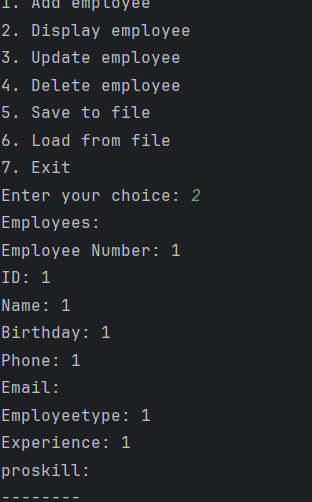 1. Add employee
2. Display employee
3. Update employee
4. Delete employee
5. Save to file
6. Load from file
7. Exit
Enter your choice: 2
Employees:
Employee Number: 1
ID: 1
Name: 1
Birthday: 1
Phone: 1
Email:
Employeetype: 1
Experience: 1
proskill:
--------